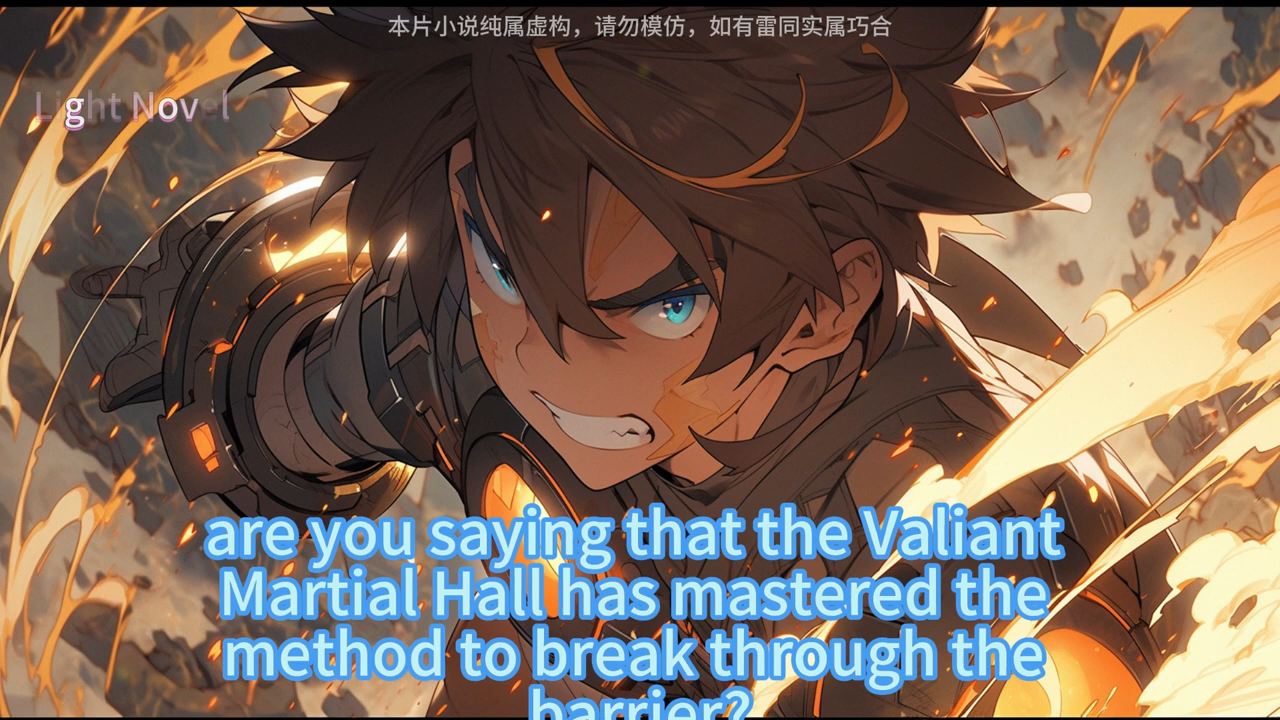 本片小说纯属虚构，请勿模仿，如有雷同实属巧合
Light Novel
are you saying that the Valiant
Martial Hall has mastered the
method to break through the
barrier?